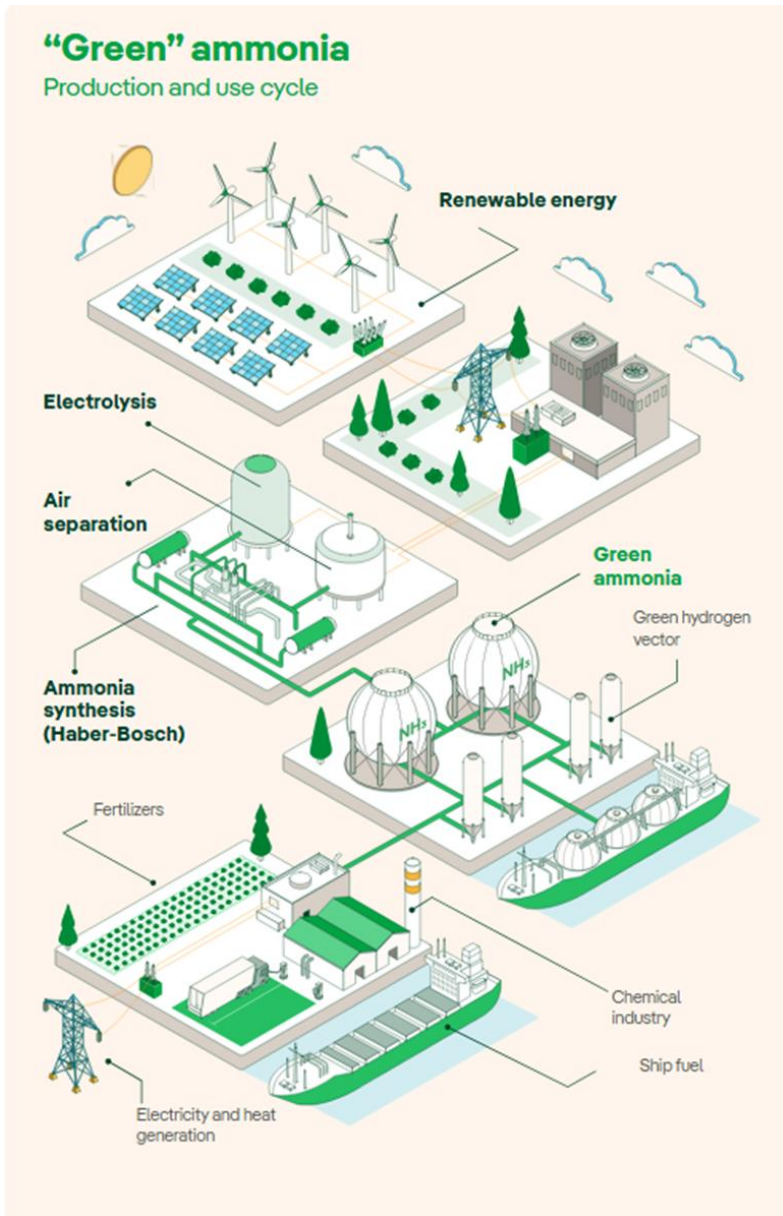 “Green” ammonia
Production and use cycle
Renewable energy
Electrolysis
Air
separation
Green
ammonia
Green hydrogen
vector
Ammonia
synthesis
(Haber-Bosch)
NH₃
NH₃
Fertilizers
Chemical
industry
Ship fuel
Electricity and heat
generation